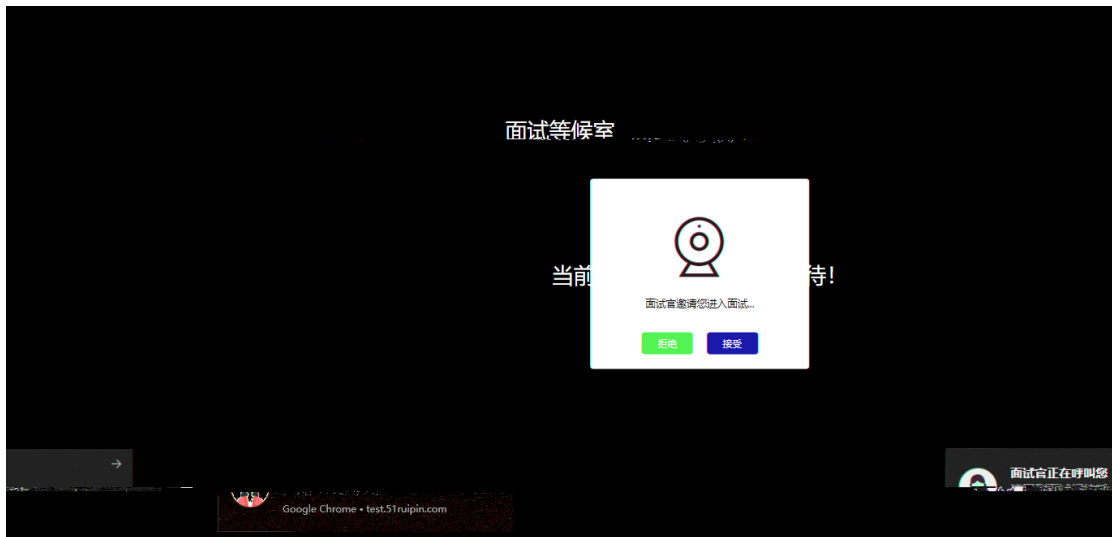 面试等候室
当前
待!
面试官邀请您进入面试...
拒绝
接受
面试官正在呼叫您
Google Chrome • test.51ruipin.com